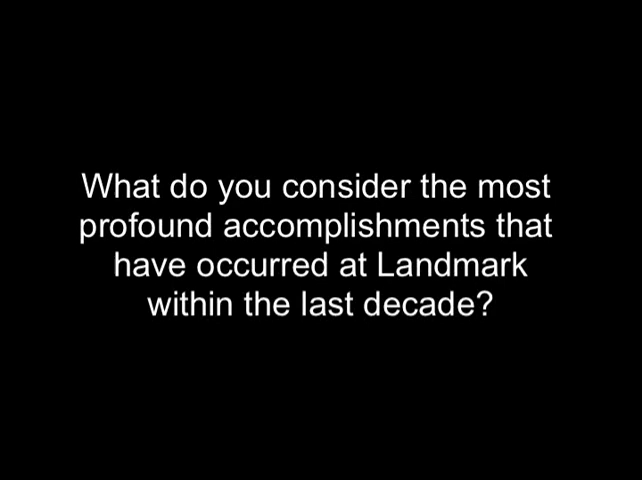 What do you consider the most
profound accomplishments that
have occurred at Landmark
within the last decade?